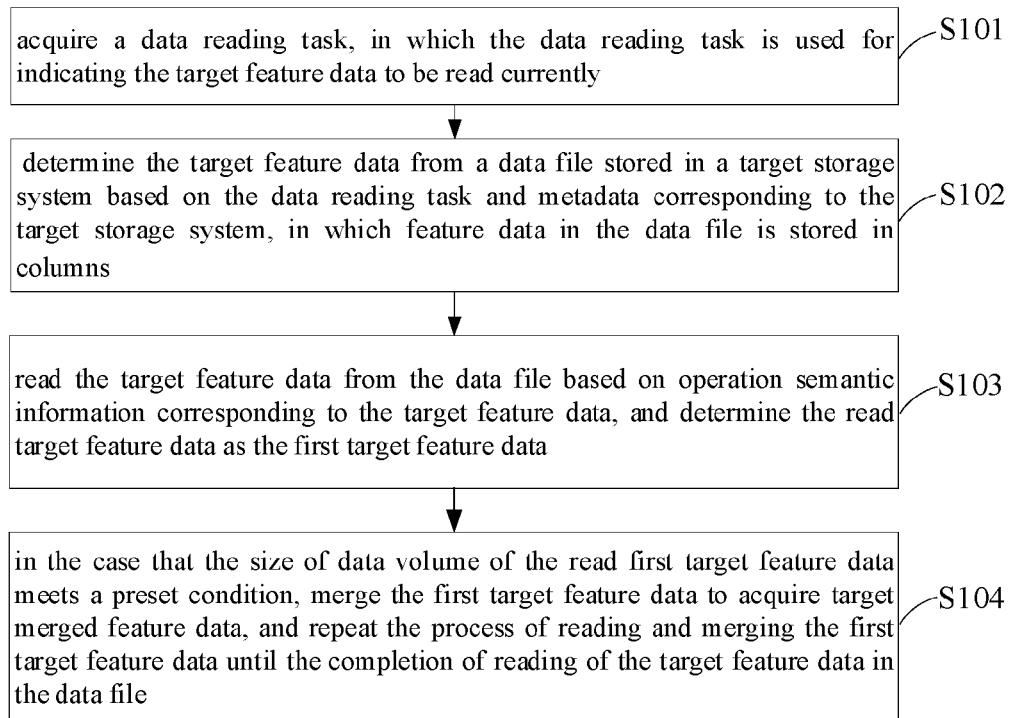 acquire a data reading task, in which the data reading task is used for
indicating the target feature data to be read currently
S101
determine the target feature data from a data file stored in a target storage
system based on the data reading task and metadata corresponding to the
target storage system, in which feature data in the data file is stored in
columns
S102
read the target feature data from the data file based on operation semantic
information corresponding to the target feature data, and determine the read
target feature data as the first target feature data
S103
in the case that the size of data volume of the read first target feature data
meets a preset condition, merge the first target feature data to acquire target
merged feature data, and repeat the process of reading and merging the first
target feature data until the completion of reading of the target feature data in
the data file
S104